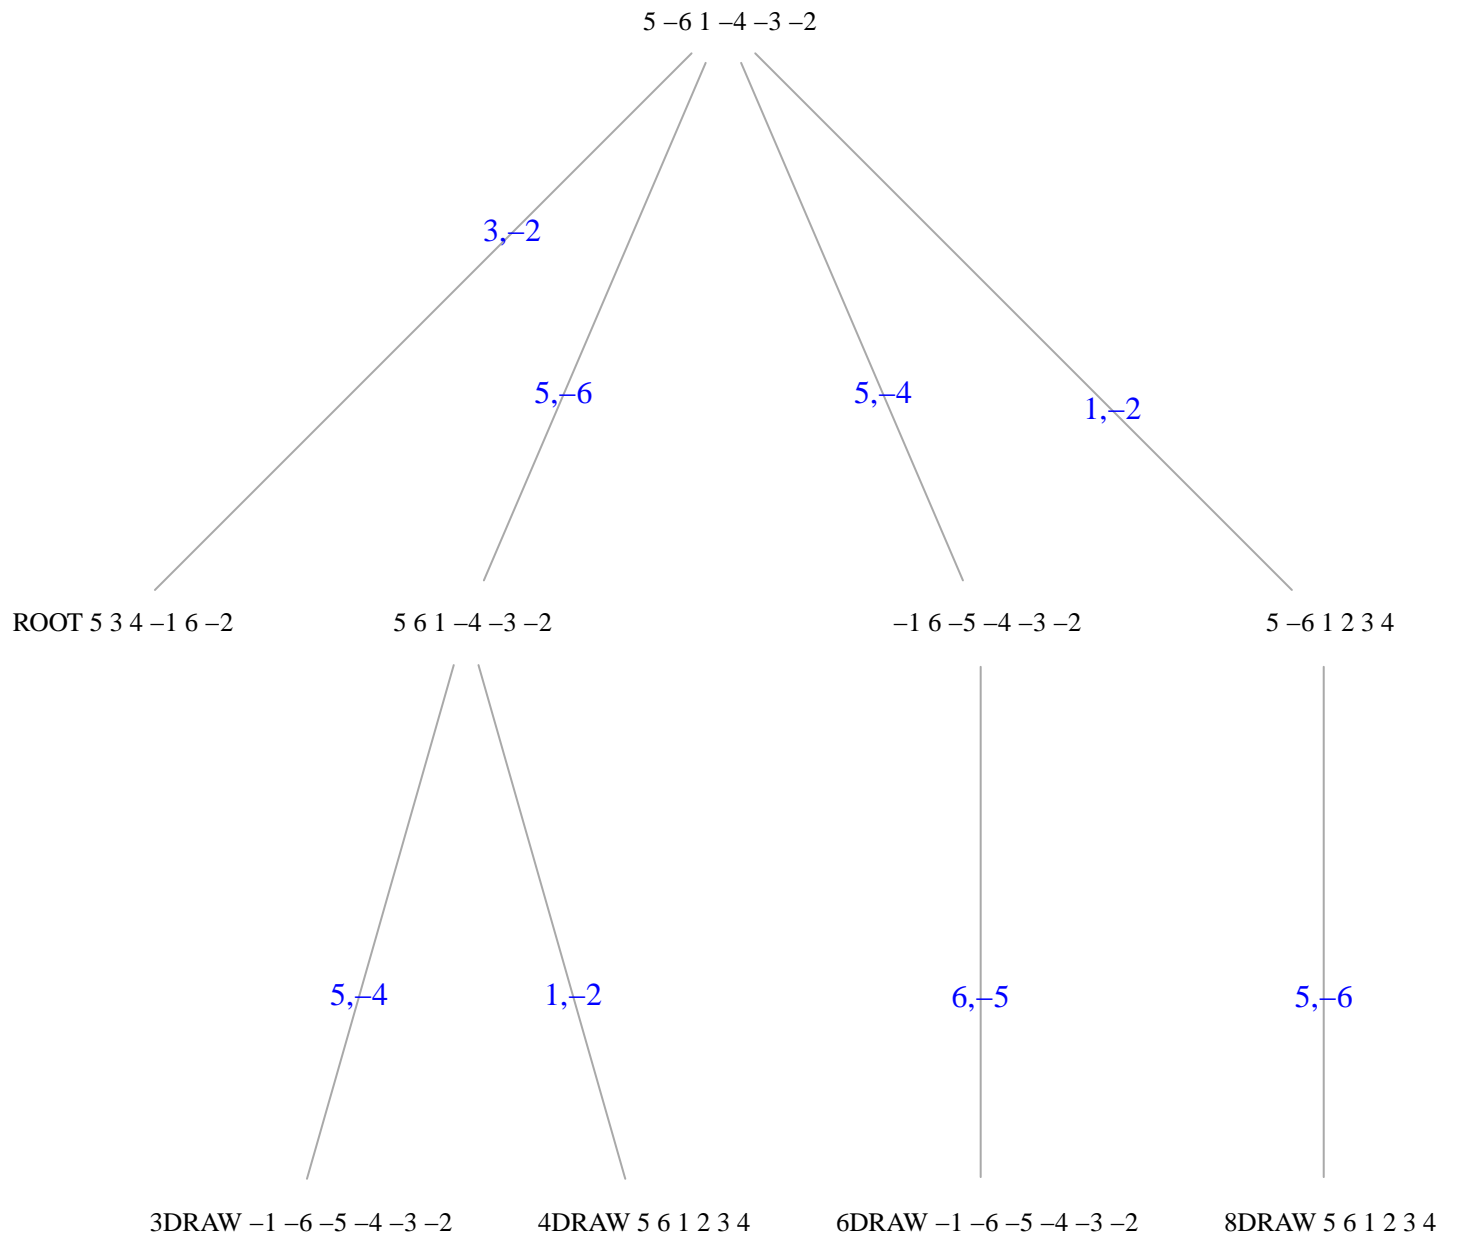 5 –6 1 –4 –3 –2
3,–2
5,–6
5,–4
1,–2
ROOT 5 3 4 –1 6 –2
5 6 1 –4 –3 –2
–1 6 –5 –4 –3 –2
5 –6 1 2 3 4
5,–4
1,–2
6,–5
5,–6
3DRAW –1 –6 –5 –4 –3 –2
4DRAW 5 6 1 2 3 4
6DRAW –1 –6 –5 –4 –3 –2
8DRAW 5 6 1 2 3 4